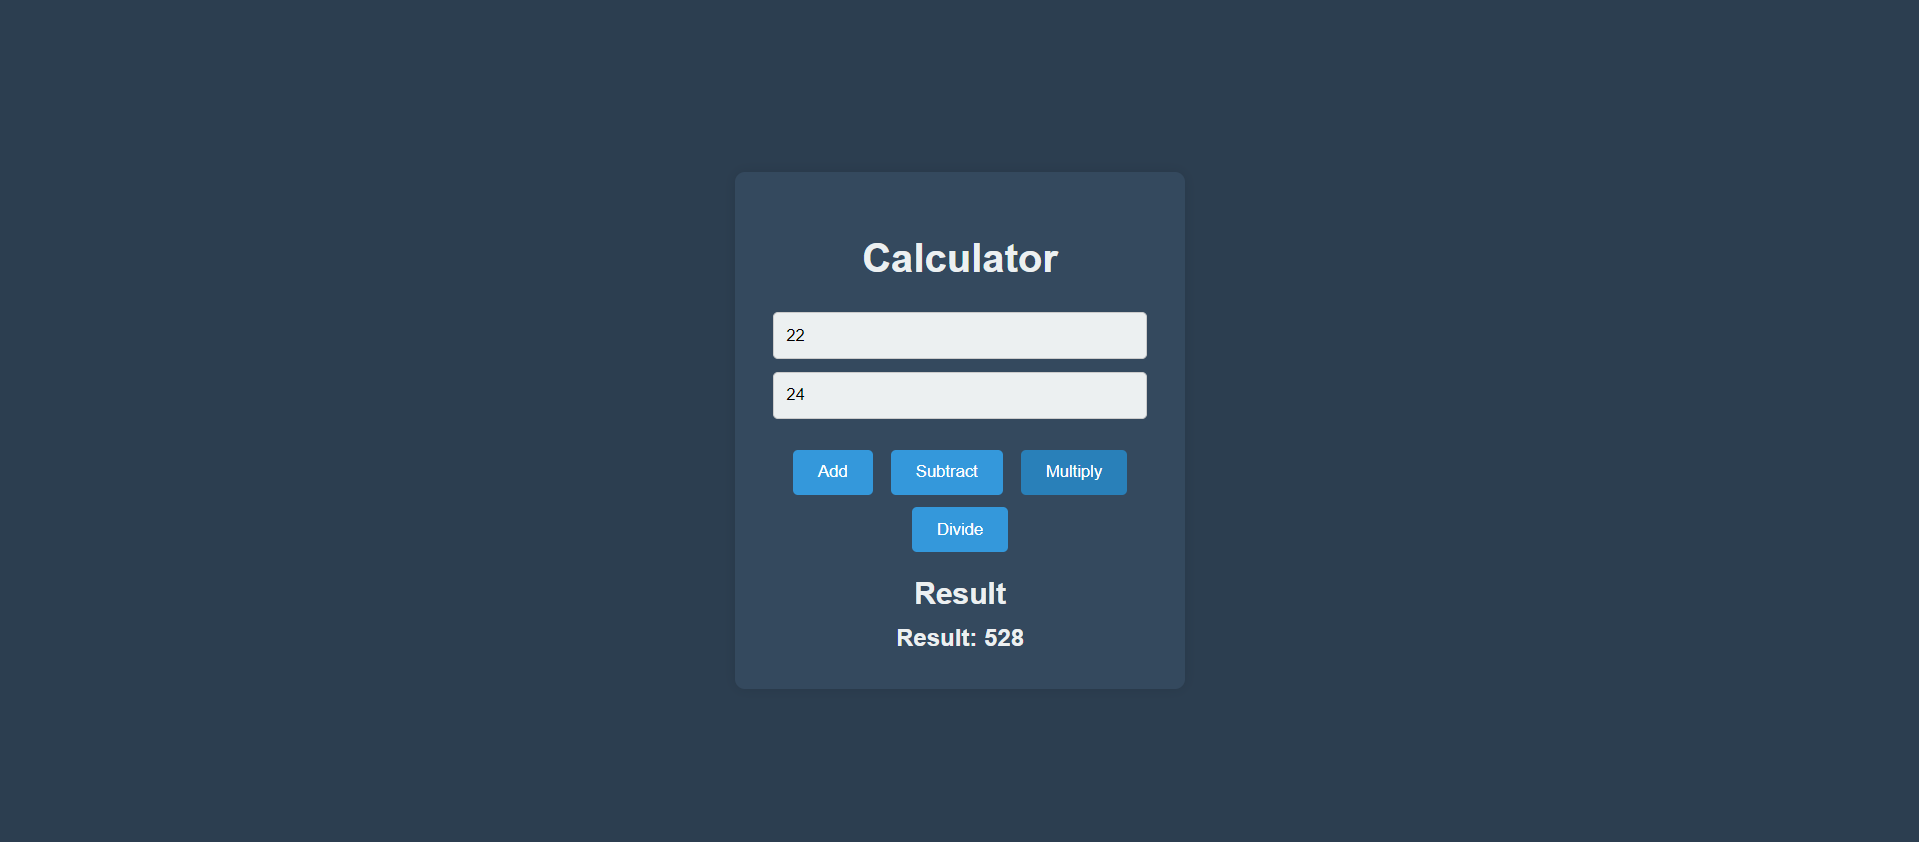 Calculator
22
24
Add Subtract Multiply
Divide
Result
Result: 528